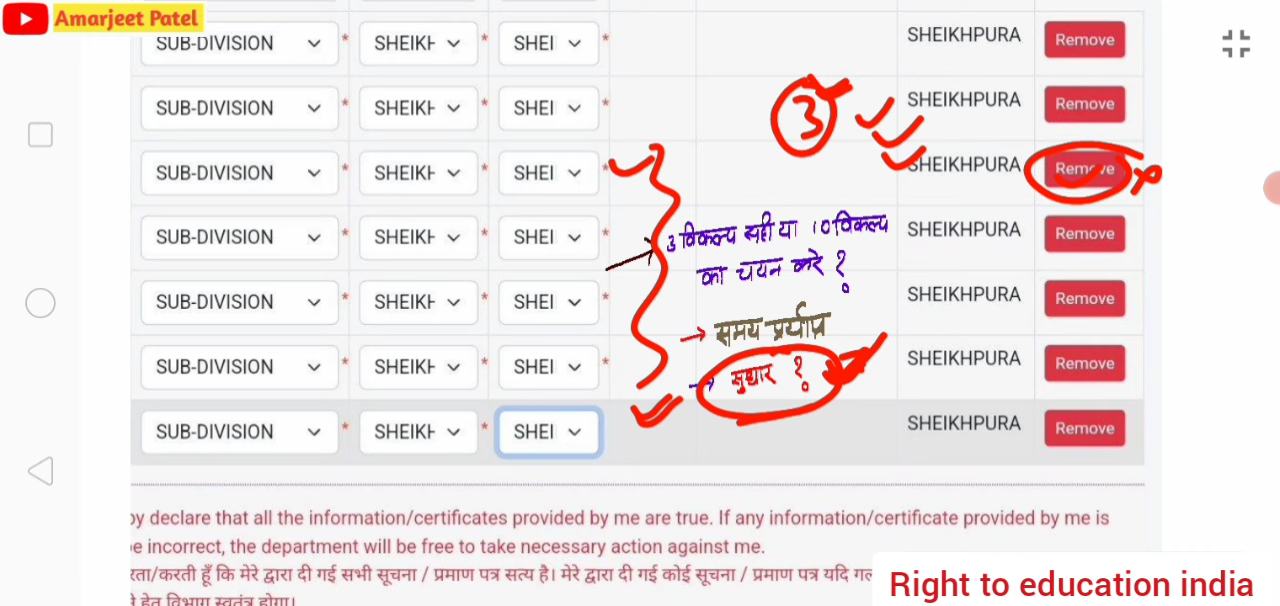 Amarjeet Patel
SUB-DIVISION * SHEIKH * SHEI * SHEIKHPURA Remove
SUB-DIVISION * SHEIKH * SHEI * SHEIKHPURA Remove
SUB-DIVISION * SHEIKH * SHEI * SHEIKHPURA Remove
SUB-DIVISION * SHEIKH * SHEI * SHEIKHPURA Remove
SUB-DIVISION * SHEIKH * SHEI * SHEIKHPURA Remove
SUB-DIVISION * SHEIKH * SHEI * SHEIKHPURA Remove
SUB-DIVISION * SHEIKH * SHEI SHEIKHPURA Remove
3
3 विकल्प सही या 10 विकल्प
का चयन करे ?
→ समय प्रर्याप्त
→ सुधार ?
by declare that all the information/certificates provided by me are true. If any information/certificate provided by me is
incorrect, the department will be free to take necessary action against me.
करता/करती हूँ कि मेरे द्वारा दी गई सभी सूचना / प्रमाण पत्र सत्य है। मेरे द्वारा दी गई कोई सूचना / प्रमाण पत्र यदि
हेतु विभाग स्वतंत्र होगा।
Right to education india